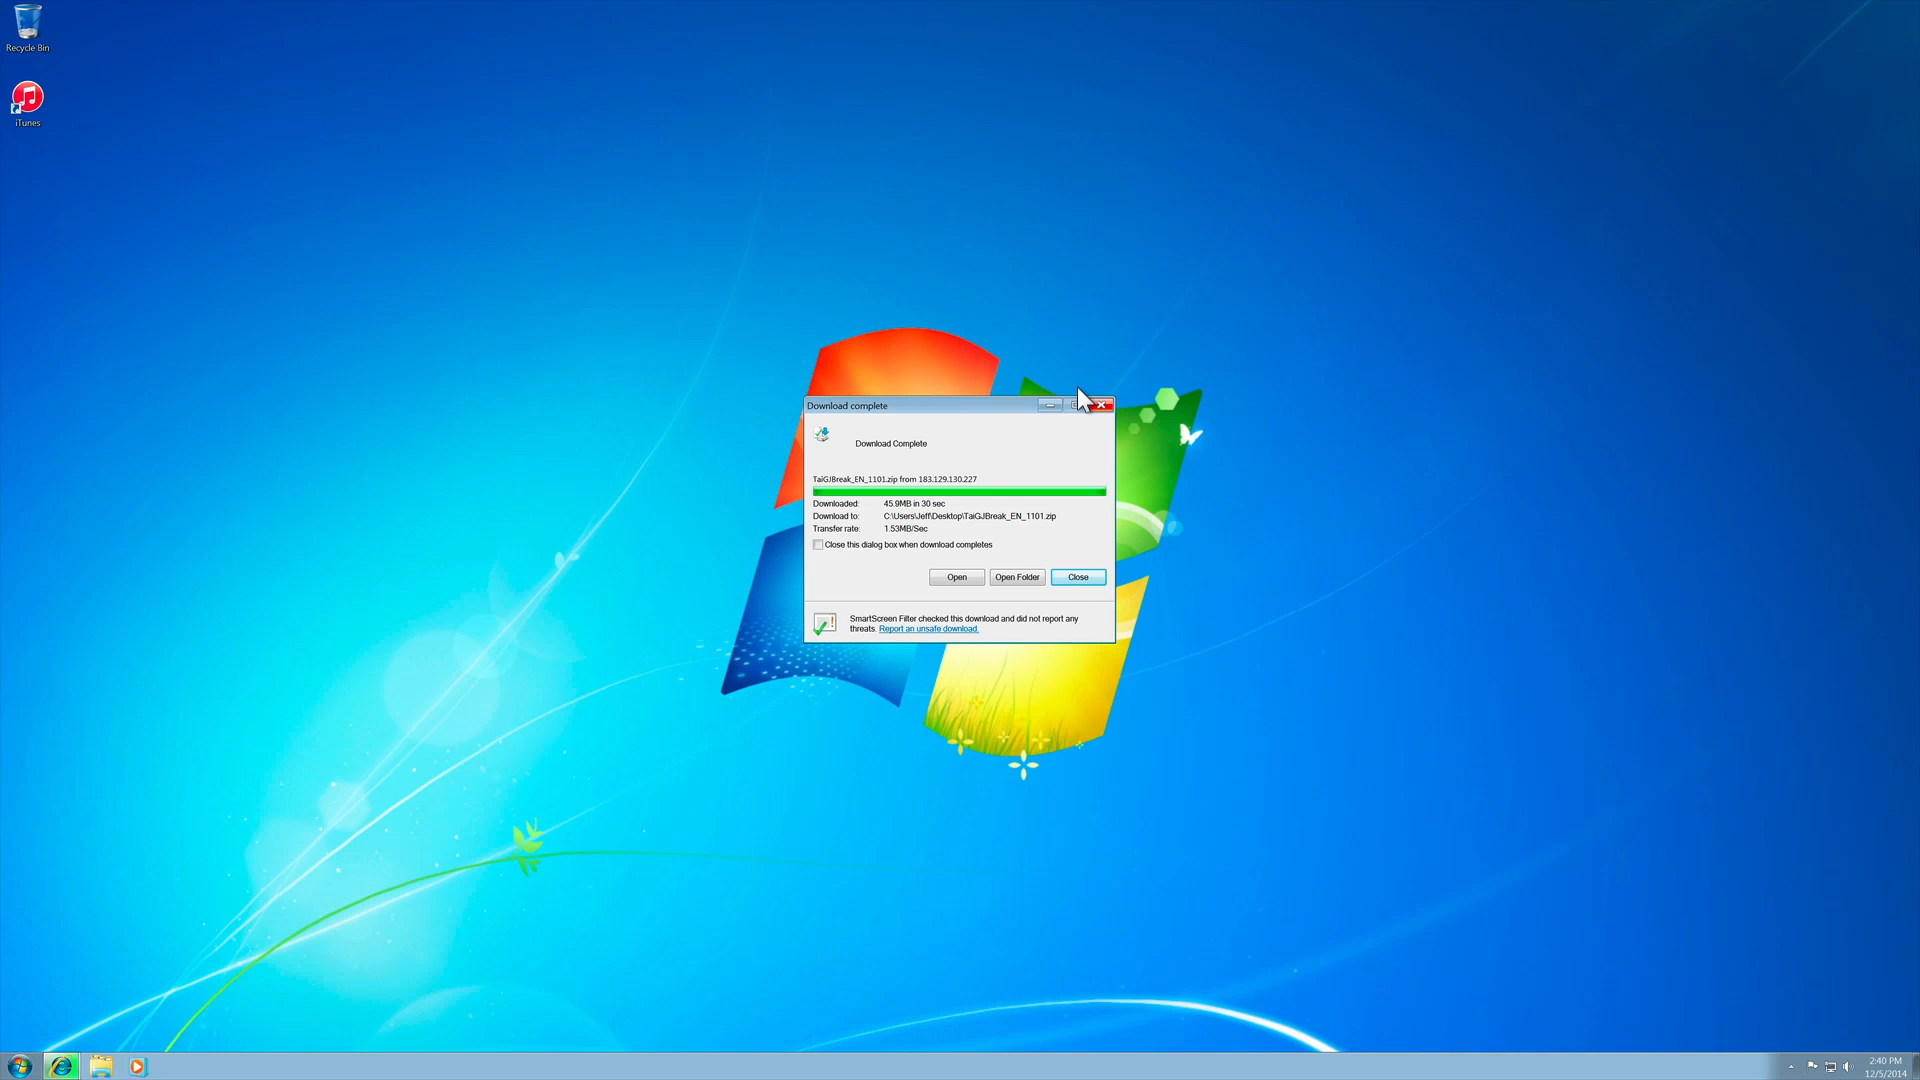 Recycle Bin
iTunes
Download complete
Download Complete
TaiGJBreak_EN_1101.zip from 183.129.130.227
Downloaded: 45.9MB in 30 sec
Download to: C:\Users\Jeff\Desktop\TaiGJBreak_EN_1101.zip
Transfer rate: 1.53MB/Sec
Close this dialog box when download completes
Open Open Folder Close
SmartScreen Filter checked this download and did not report any
threats. Report an unsafe download.
2:40 PM
12/5/2014